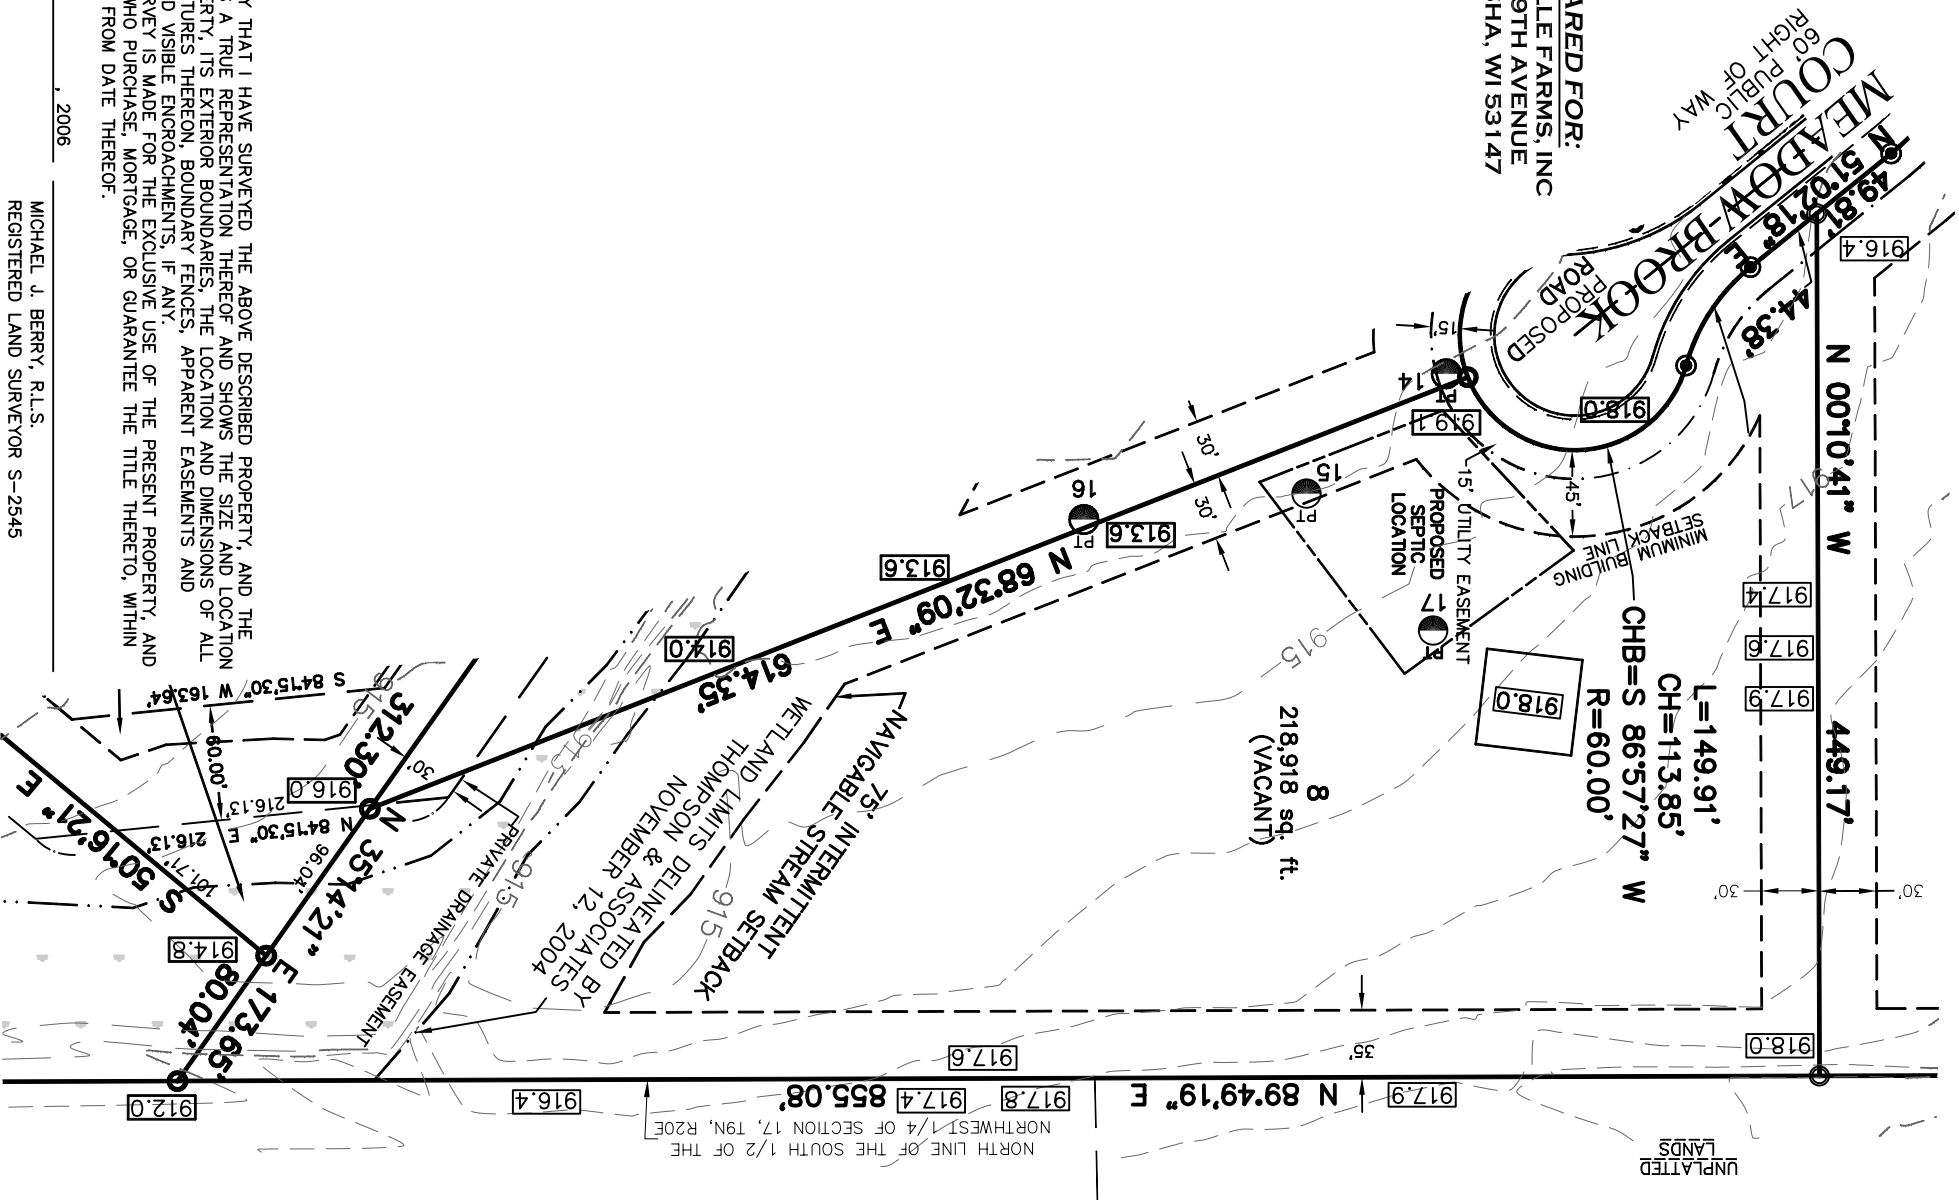 ARED FOR:
LLE FARMS, INC
9TH AVENUE
SHA, WI 53147
60' PUBLIC
RIGHT OF
WAY
MEADOW-BROOK
COURT
PROPOSED
ROAD
N 51°02'18" E
49.81'
44.38'
916.4
N 00°10'41" W
449.17'
917
917.4
917.6
917.9
918.0
30'
30'
15'
14
PT
919.1
918.0
45'
MINIMUM BUILDING
SETBACK LINE
15' UTILITY EASEMENT
PROPOSED
SEPTIC
LOCATION
15
PT
16
PT
17
PT
30'
30'
913.6
913.6
N 68°32'09" E
614.35'
914.0
918.0
L=149.91'
CH=113.85'
CHB=S 86°57'27" W
R=60.00'
8
218,918 sq. ft.
(VACANT)
915
75' INTERMITTENT
NAVIGABLE STREAM SETBACK
WETLAND LIMITS DELINEATED BY
THOMPSON & ASSOCIATES
NOVEMBER 12, 2004
915
915
915
PRIVATE DRAINAGE EASEMENT
915
312.30'
30'
916.0
S 84°15'30" W 163.64'
60.00'
216.13'
N 84°15'30" E
216.13'
101.71'
96.04'
S 50°16'21" E
N 35°14'21" E 173.65'
80.04'
914.8
912.0
916.4
855.08'
917.4
917.8
917.6
35'
N 89°49'19" E
917.9
NORTH LINE OF THE SOUTH 1/2 OF THE
NORTHWEST 1/4 OF SECTION 17, T9N, R20E
UNPLATTED
LANDS
Y THAT I HAVE SURVEYED THE ABOVE DESCRIBED PROPERTY, AND THE
S A TRUE REPRESENTATION THEREOF AND SHOWS THE SIZE AND LOCATION
ERTY, ITS EXTERIOR BOUNDARIES, THE LOCATION AND DIMENSIONS OF ALL
TURES THEREON, BOUNDARY FENCES, APPARENT EASEMENTS AND
D VISIBLE ENCROACHMENTS, IF ANY.
RVEY IS MADE FOR THE EXCLUSIVE USE OF THE PRESENT PROPERTY, AND
WHO PURCHASE, MORTGAGE, OR GUARANTEE THE TITLE THERETO, WITHIN
FROM DATE THEREOF.
, 2006
MICHAEL J. BERRY, R.L.S.
REGISTERED LAND SURVEYOR S-2545